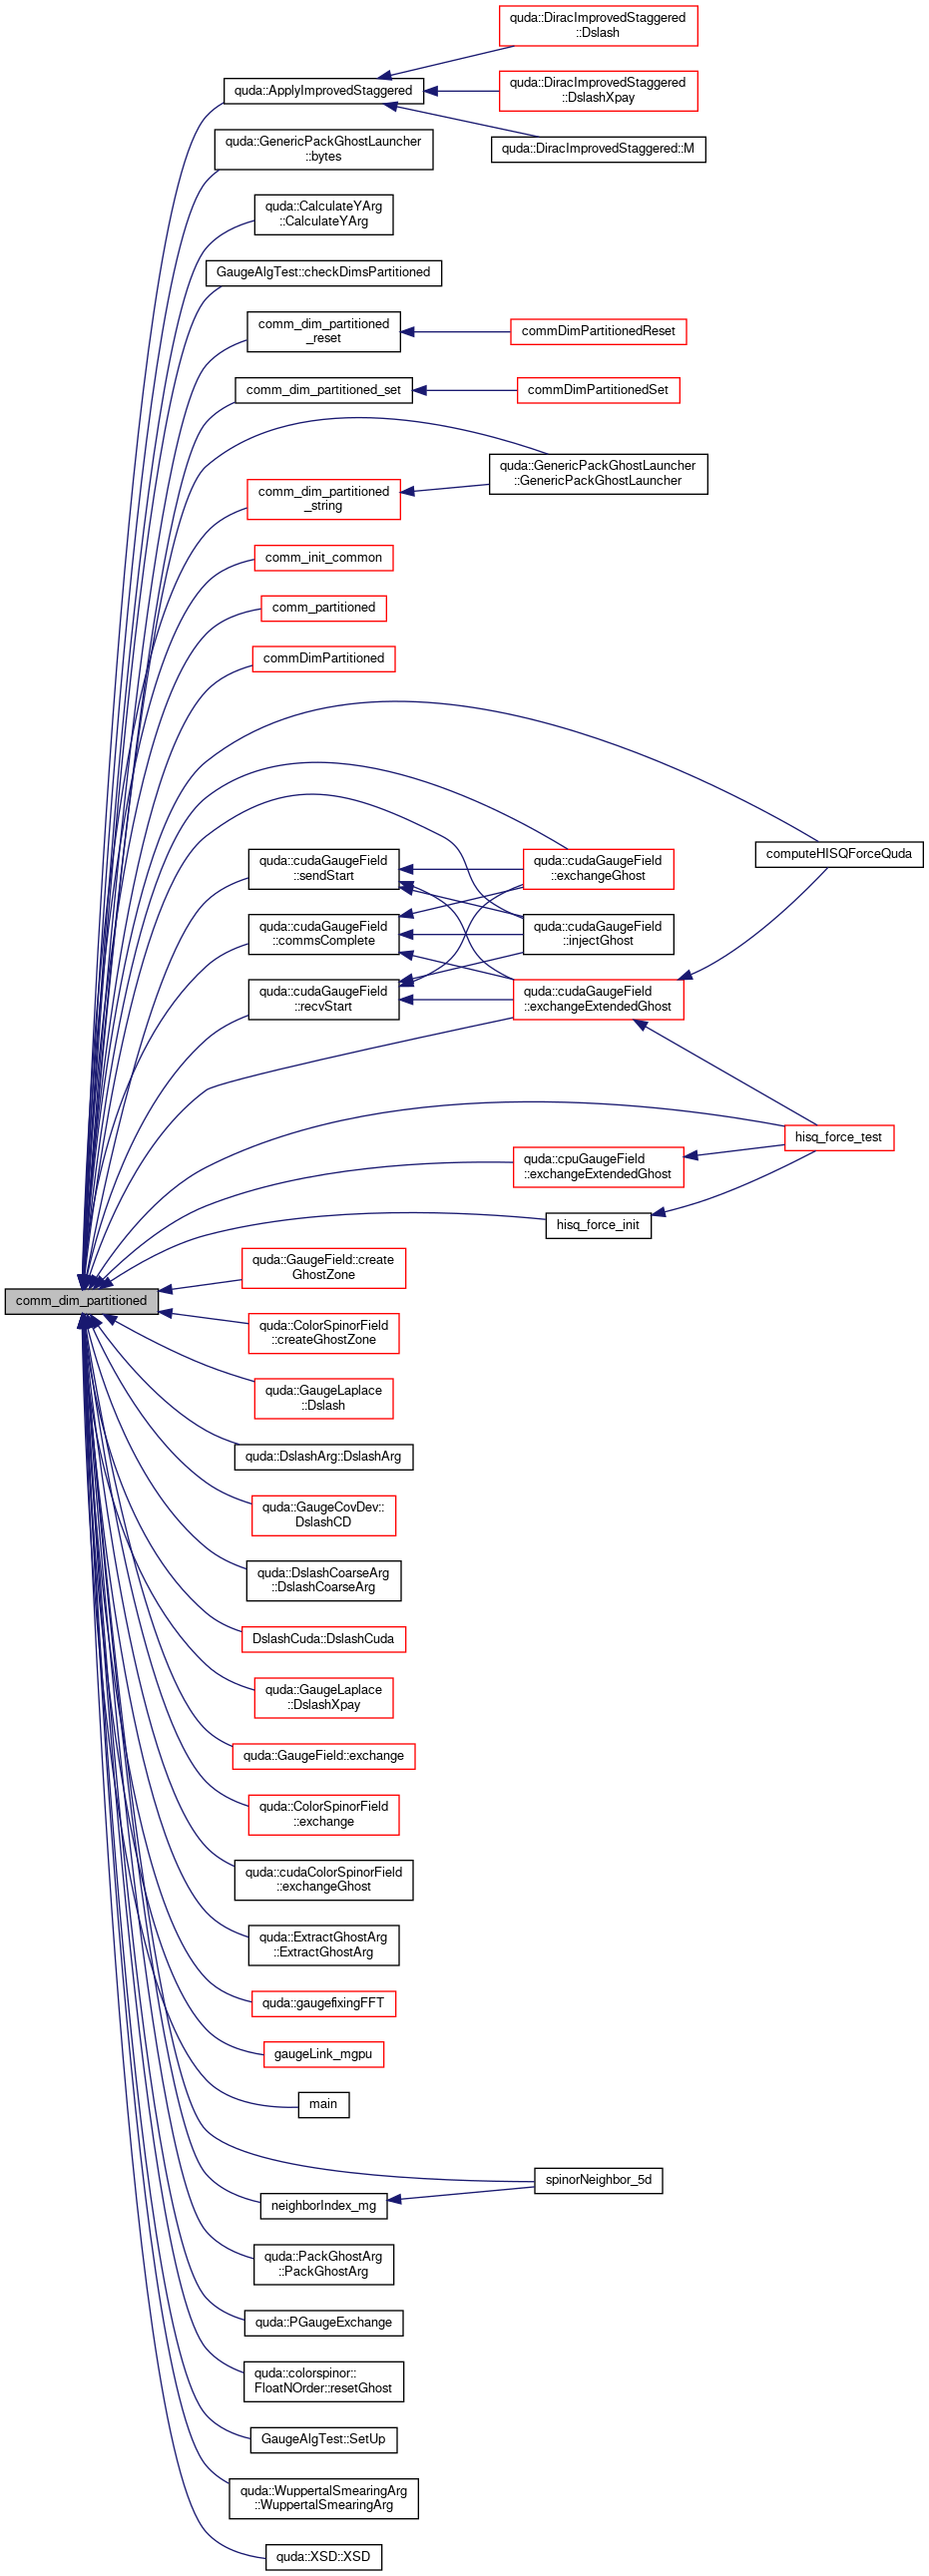 quda::DiracImprovedStaggered
::Dslash
quda::ApplyImprovedStaggered
quda::DiracImprovedStaggered
::DslashXpay
quda::DiracImprovedStaggered::M
quda::GenericPackGhostLauncher
::bytes
quda::CalculateYArg
::CalculateYArg
GaugeAlgTest::checkDimsPartitioned
comm_dim_partitioned
_reset
commDimPartitionedReset
comm_dim_partitioned_set
commDimPartitionedSet
quda::GenericPackGhostLauncher
::GenericPackGhostLauncher
comm_dim_partitioned
_string
comm_init_common
comm_partitioned
commDimPartitioned
computeHISQForceQuda
quda::cudaGaugeField
::sendStart
quda::cudaGaugeField
::exchangeGhost
quda::cudaGaugeField
::commsComplete
quda::cudaGaugeField
::injectGhost
quda::cudaGaugeField
::recvStart
quda::cudaGaugeField
::exchangeExtendedGhost
hisq_force_test
quda::cpuGaugeField
::exchangeExtendedGhost
hisq_force_init
quda::GaugeField::create
GhostZone
comm_dim_partitioned
quda::ColorSpinorField
::createGhostZone
quda::GaugeLaplace
::Dslash
quda::DslashArg::DslashArg
quda::GaugeCovDev::
DslashCD
quda::DslashCoarseArg
::DslashCoarseArg
DslashCuda::DslashCuda
quda::GaugeLaplace
::DslashXpay
quda::GaugeField::exchange
quda::ColorSpinorField
::exchange
quda::cudaColorSpinorField
::exchangeGhost
quda::ExtractGhostArg
::ExtractGhostArg
quda::gaugefixingFFT
gaugeLink_mgpu
main
spinorNeighbor_5d
neighborIndex_mg
quda::PackGhostArg
::PackGhostArg
quda::PGaugeExchange
quda::colorspinor::
FloatNOrder::resetGhost
GaugeAlgTest::SetUp
quda::WuppertalSmearingArg
::WuppertalSmearingArg
quda::XSD::XSD